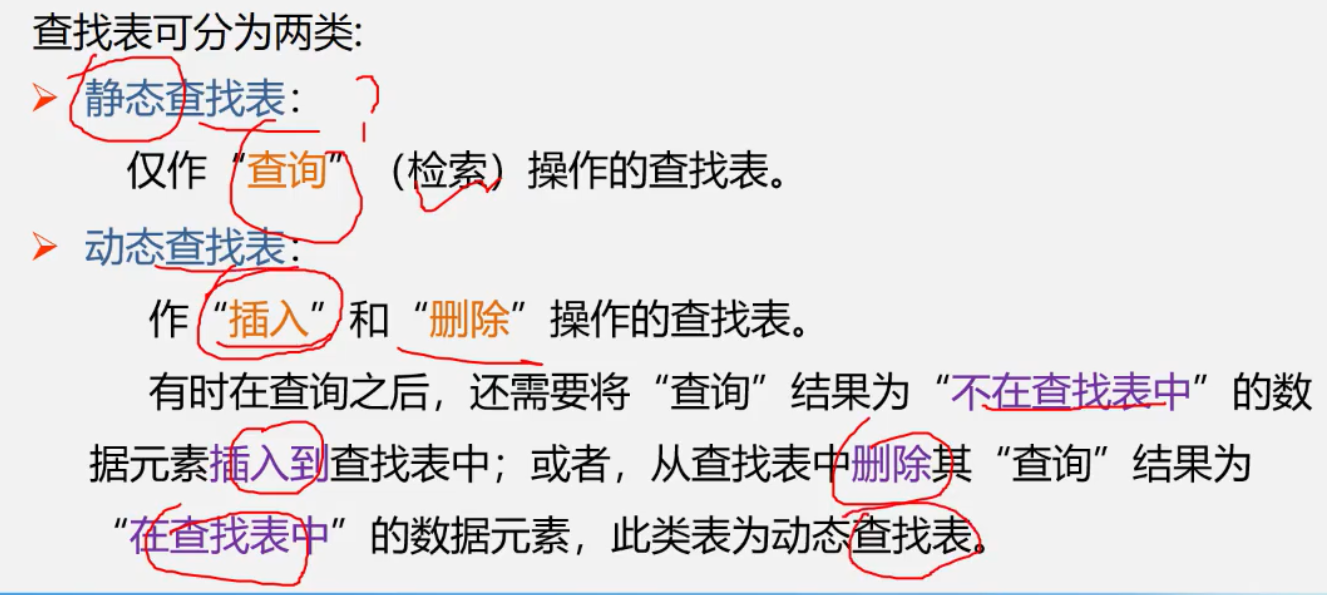 查找表可分为两类:
静态查找表：
仅作“查询”（检索）操作的查找表。
动态查找表：
作“插入”和“删除”操作的查找表。
有时在查询之后，还需要将“查询”结果为“不在查找表中”的数
据元素插入到查找表中；或者，从查找表中删除其“查询”结果为
“在查找表中”的数据元素，此类表为动态查找表。